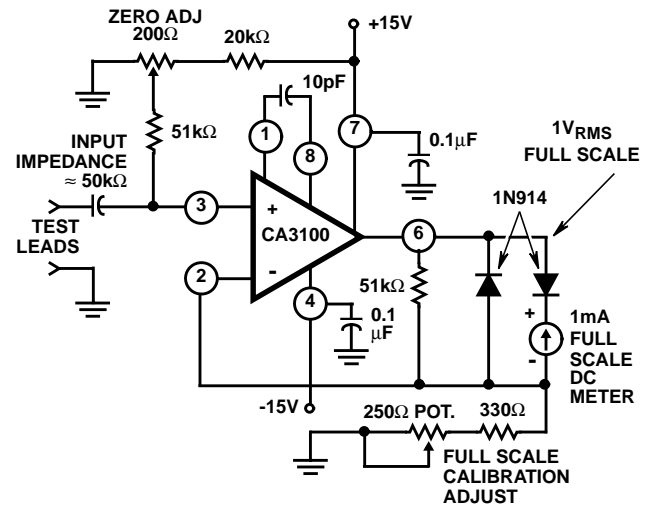 ZERO ADJ
200Ω
20kΩ
+15V
10pF
51kΩ
1
8
7
0.1μF
1VRMS
FULL SCALE
INPUT
IMPEDANCE
≈ 50kΩ
1N914
3
+
CA3100
-
6
TEST
LEADS
2
4
51kΩ
0.1
μF
+
-
1mA
FULL
SCALE
DC
METER
-15V
250Ω POT.
330Ω
FULL SCALE
CALIBRATION
ADJUST